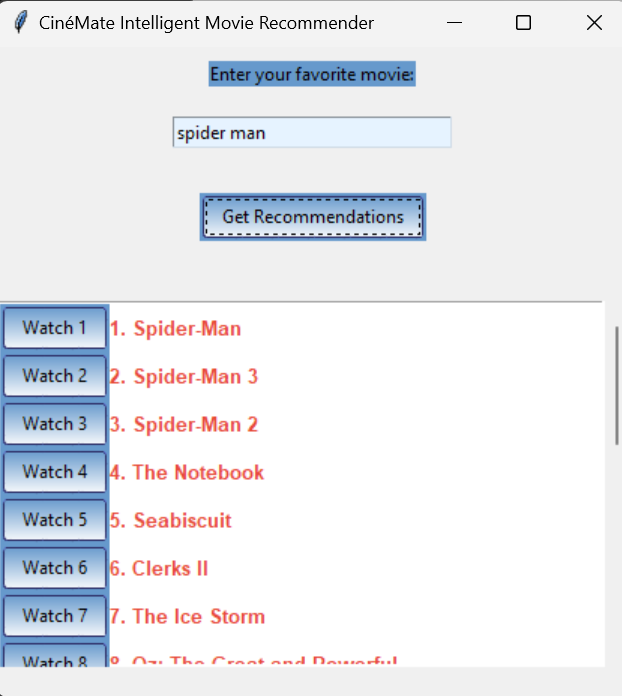 CinéMate Intelligent Movie Recommender
Enter your favorite movie:
spider man
Get Recommendations
Watch 1 1. Spider-Man
Watch 2 2. Spider-Man 3
Watch 3 3. Spider-Man 2
Watch 4 4. The Notebook
Watch 5 5. Seabiscuit
Watch 6 6. Clerks II
Watch 7 7. The Ice Storm
Watch 8 8. Oz: The Great and Powerful